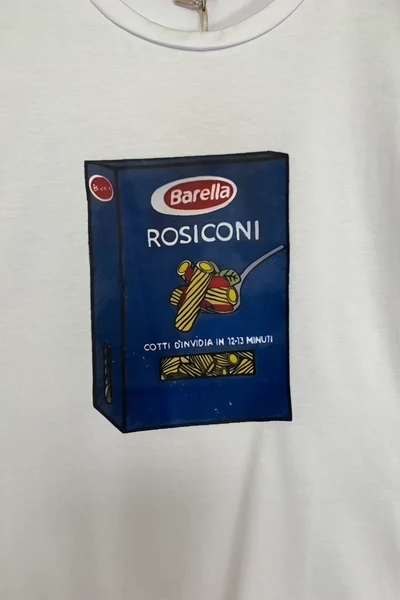 Barella
ROSICONI
COTTI D'INVIDIA IN 12-13 MINUTI